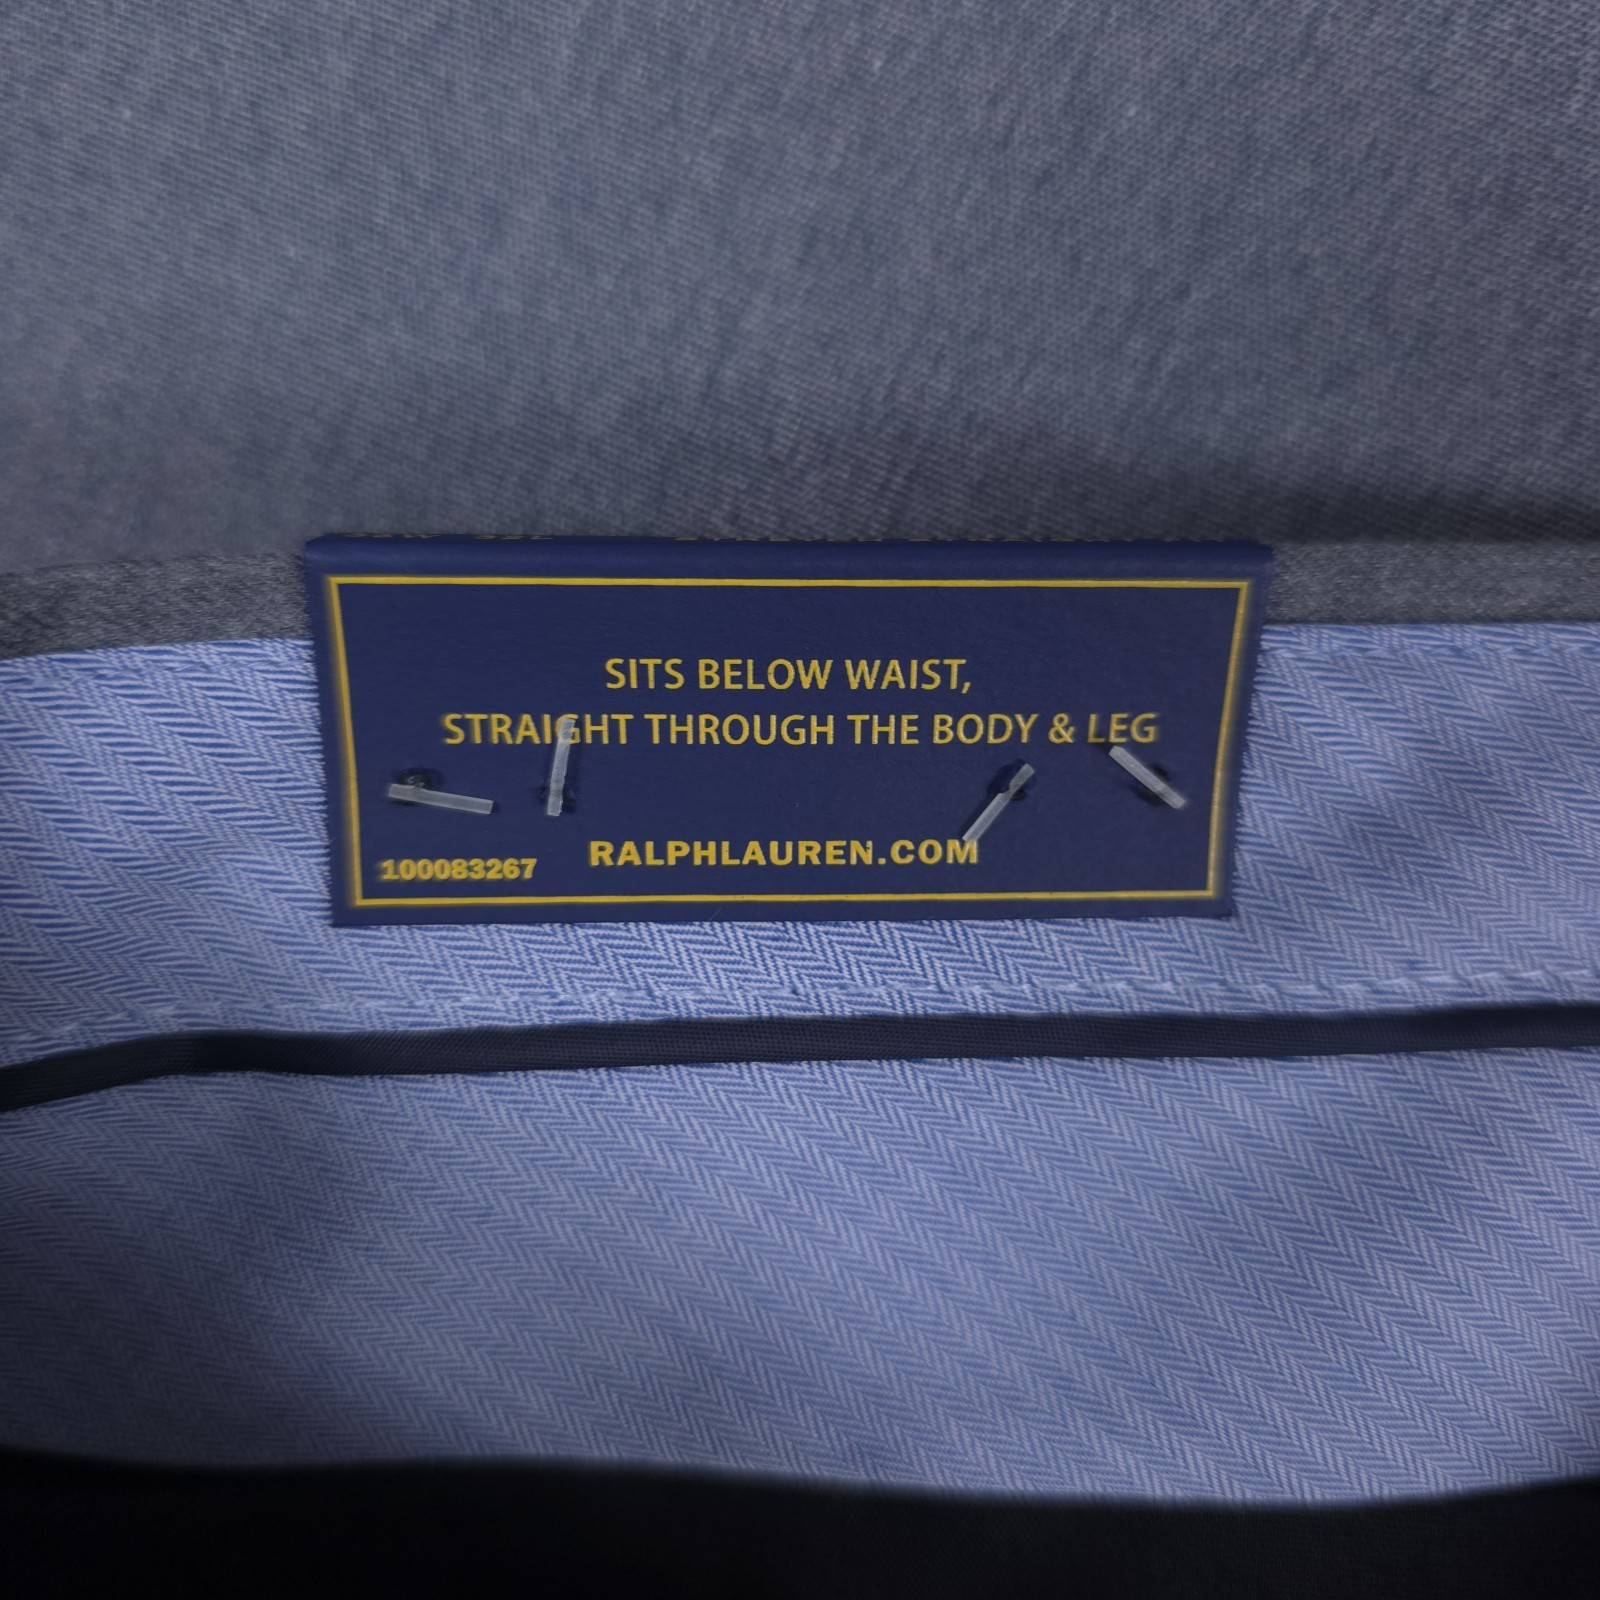 SITS BELOW WAIST,
STRAIGHT THROUGH THE BODY & LEG
RALPHLAUREN.COM
100083267